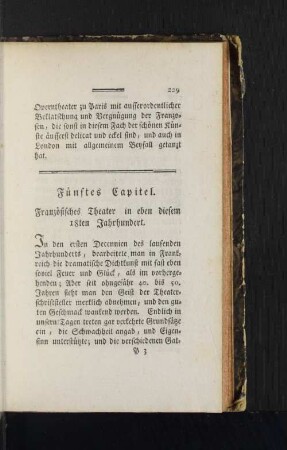 229
Operntheater zu Paris mit ausserordentlicher
Beklatschung und Vergnügung der Franzo-
sen, die sonst in diesem Fach der schönen Kün-
ste äusserst delicat und eckel sind, und auch in
London mit allgemeinem Beyfall getanzt
hat.
Fünftes Capitel.
Französisches Theater in eben diesem
18ten Jahrhundert.
In den ersten Decennien des laufenden
Jahrhunderts, bearbeitete man in Frank-
reich die dramatische Dichtkunst mit fast eben
soviel Feuer und Glück, als im vorherge-
henden; Aber seit ohngefähr 40. bis 50.
Jahren sieht man den Geist der Theater-
schriftsteller merklich abnehmen, und den gu-
ten Geschmack wankend werden. Endlich in
unsern Tagen treten gar verkehrte Grundsätze
ein, die Schwachheit angab, und Eigen-
sinn unterstützte; und die verschiedenen Gat-
P 3